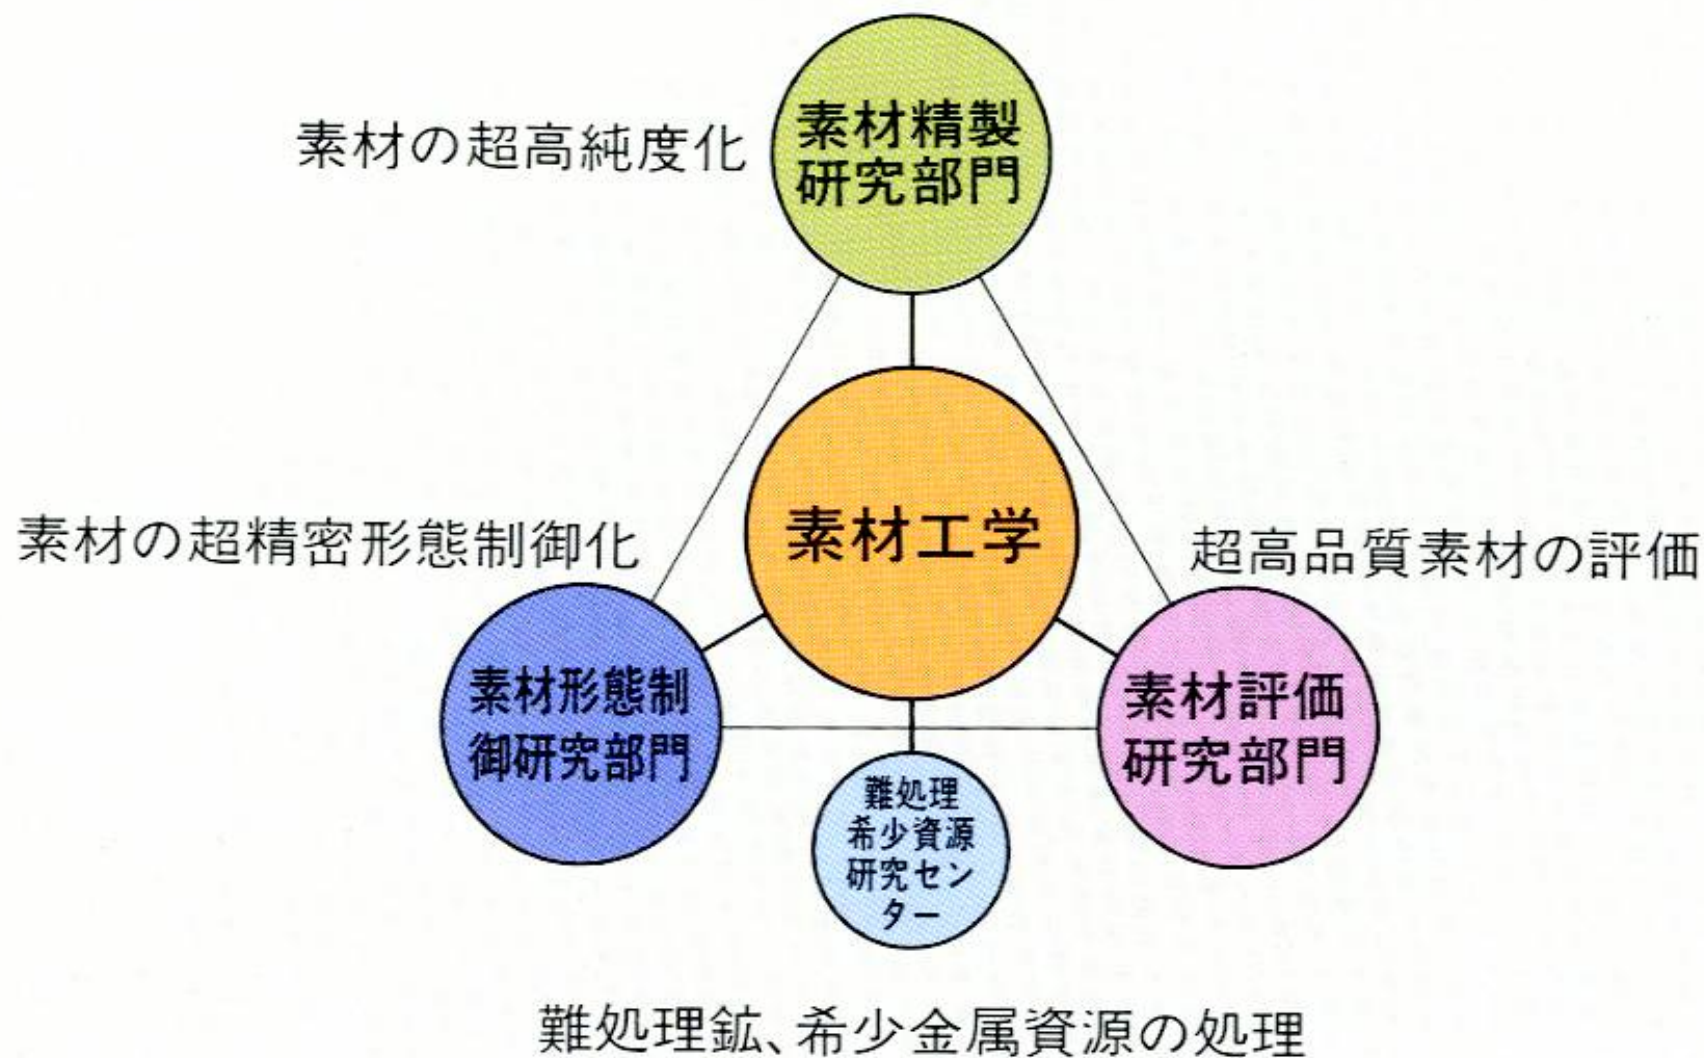 素材の超高純度化
素材精製
研究部門
素材工学
素材の超精密形態制御化
超高品質素材の評価
素材形態制
御研究部門
素材評価
研究部門
難処理
希少資源
研究セン
ター
難処理鉱、希少金属資源の処理